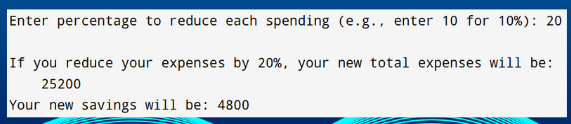 Enter percentage to reduce each spending (e.g., enter 10 for 10%): 20
If you reduce your expenses by 20%, your new total expenses will be:
25200
Your new savings will be: 4800